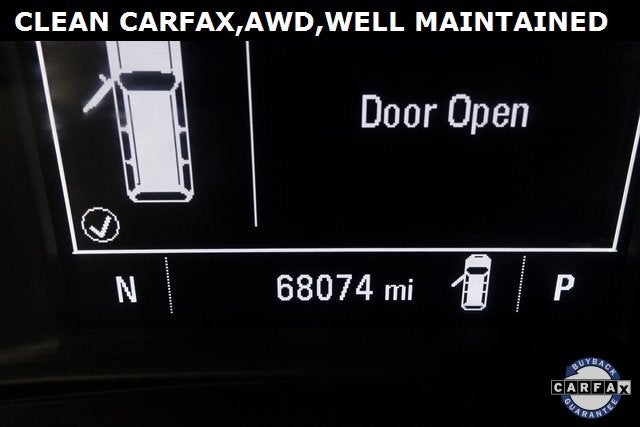 CLEAN CARFAX,AWD,WELL MAINTAINED
Door Open
N 68074 mi P
BUYBACK
CARFAX
GUARANTEE